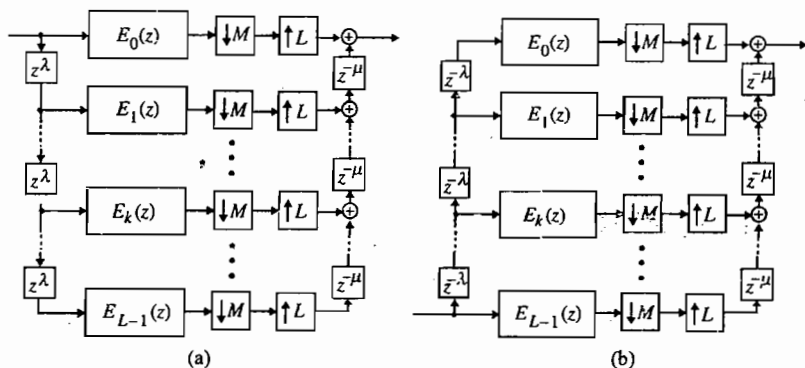 E_0(z) ↓M ↑L
z^λ z^{-μ}
E_1(z) ↓M ↑L
z^λ z^{-μ}
E_k(z) ↓M ↑L
z^λ z^{-μ}
E_{L-1}(z) ↓M ↑L
(a)
E_0(z) ↓M ↑L
z^{-λ} z^{-μ}
E_1(z) ↓M ↑L
z^{-λ} z^{-μ}
E_k(z) ↓M ↑L
z^{-λ} z^{-μ}
E_{L-1}(z) ↓M ↑L
(b)